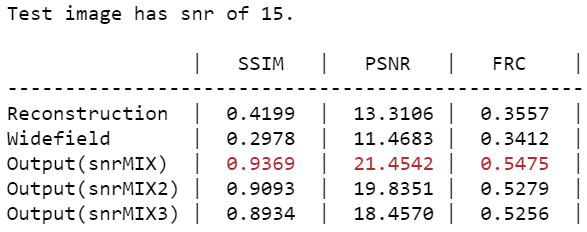 Test image has snr of 15.
| SSIM | PSNR | FRC |
--------------------------------------------------
Reconstruction | 0.4199 | 13.3106 | 0.3557 |
Widefield | 0.2978 | 11.4683 | 0.3412 |
Output(snrMIX) | 0.9369 | 21.4542 | 0.5475 |
Output(snrMIX2) | 0.9093 | 19.8351 | 0.5279 |
Output(snrMIX3) | 0.8934 | 18.4570 | 0.5256 |